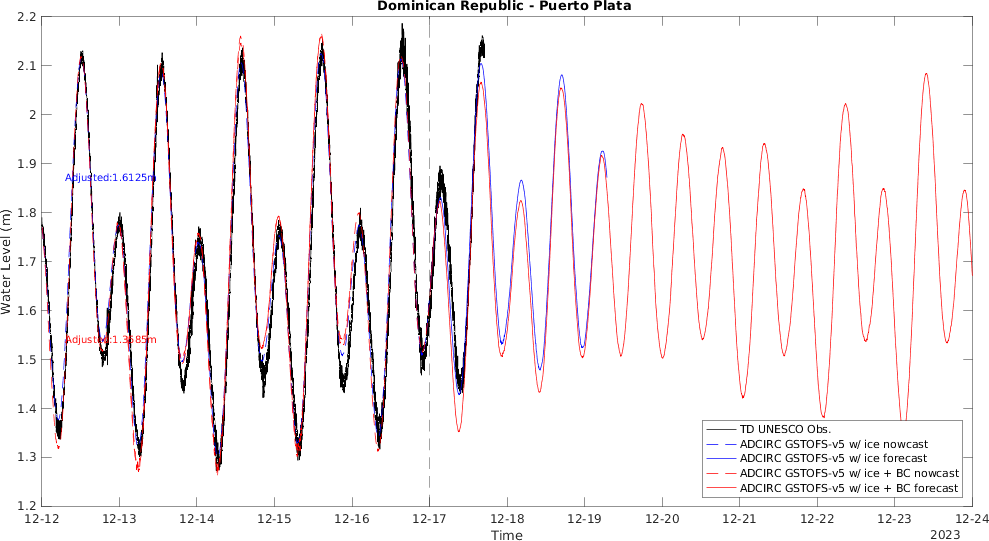 Dominican Republic - Puerto Plata
Water Level (m)
2.2
2.1
2
1.9
1.8
1.7
1.6
1.5
1.4
1.3
1.2
Adjusted:1.6125m
Adjusted:1.3585m
TD UNESCO Obs.
ADCIRC GSTOFS-v5 w/ ice nowcast
ADCIRC GSTOFS-v5 w/ ice forecast
ADCIRC GSTOFS-v5 w/ ice + BC nowcast
ADCIRC GSTOFS-v5 w/ ice + BC forecast
12-12 12-13 12-14 12-15 12-16 12-17 12-18 12-19 12-20 12-21 12-22 12-23 12-24
Time
2023